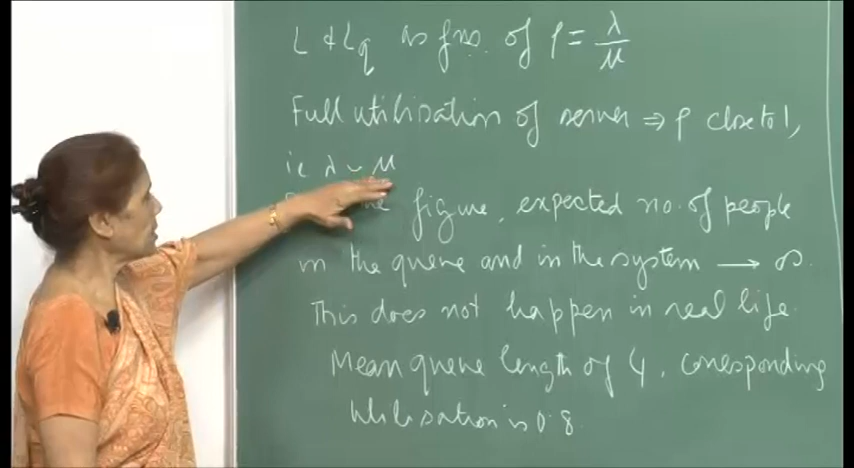 L & Lq as fns. of ρ = λ/μ
Full utilisation of server ⇒ ρ close to 1,
ie λ ~ μ
figure, expected no. of people
in the queue and in the system → ∞.
This does not happen in real life.
Mean queue length of 4, corresponding
utilisation is 0.8